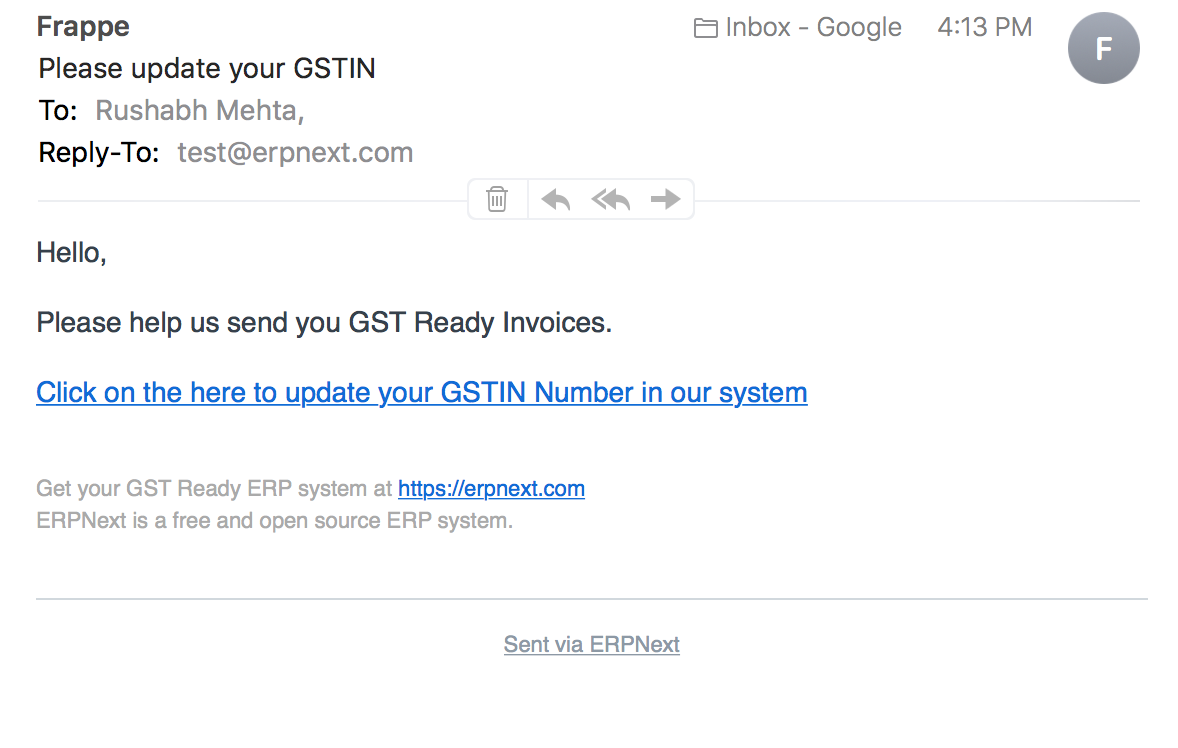 Frappe
Inbox - Google 4:13 PM
F
Please update your GSTIN
To: Rushabh Mehta,
Reply-To: test@erpnext.com
Hello,
Please help us send you GST Ready Invoices.
Click on the here to update your GSTIN Number in our system
Get your GST Ready ERP system at https://erpnext.com
ERPNext is a free and open source ERP system.
Sent via ERPNext